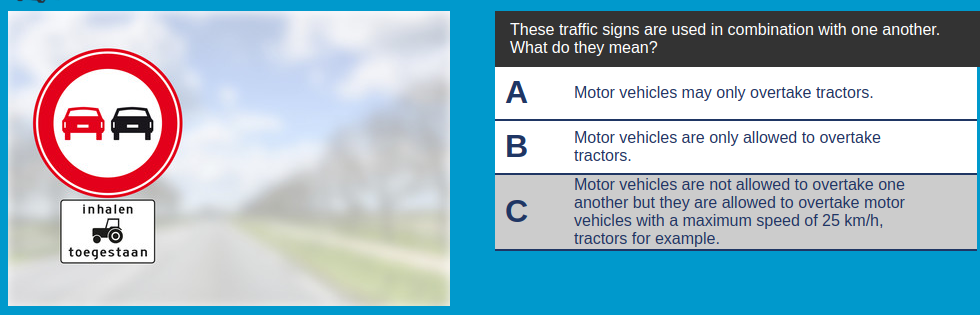 These traffic signs are used in combination with one another.
What do they mean?
A
Motor vehicles may only overtake tractors.
B
Motor vehicles are only allowed to overtake
tractors.
C
Motor vehicles are not allowed to overtake one
another but they are allowed to overtake motor
vehicles with a maximum speed of 25 km/h,
tractors for example.
inhalen
toegestaan